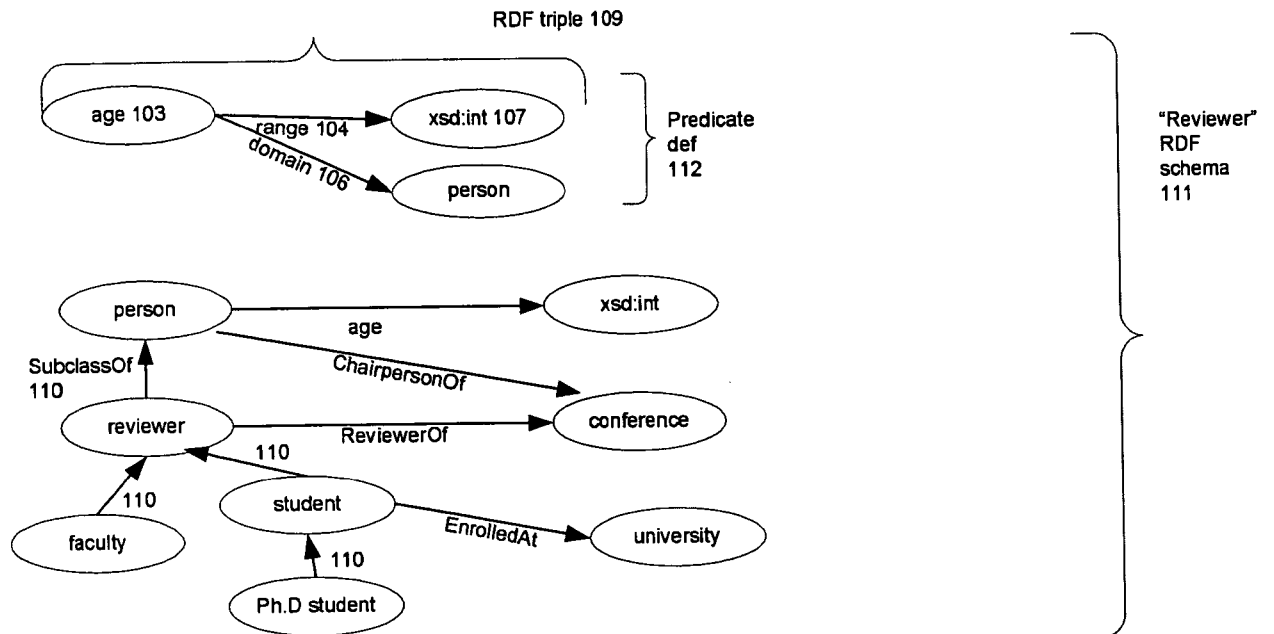 RDF triple 109
age 103
range 104
xsd:int 107
domain 106
person
Predicate
def
112
"Reviewer"
RDF
schema
111
person
age
xsd:int
SubclassOf
110
ChairpersonOf
reviewer
ReviewerOf
conference
110
110
student
EnrolledAt
university
faculty
110
Ph.D student